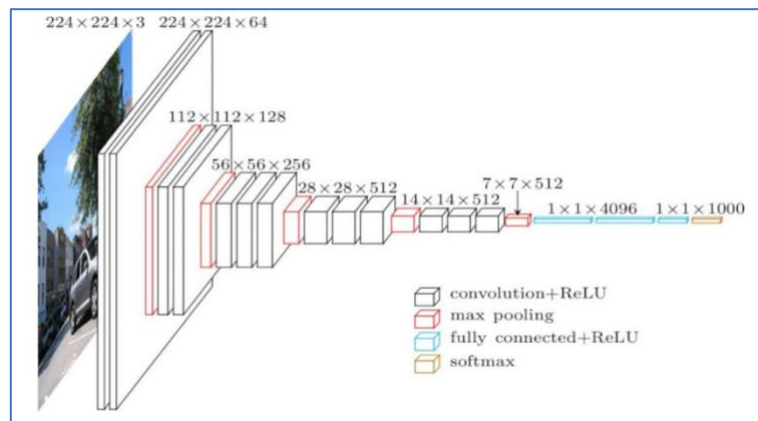 224×224×3
224×224×64
112×112×128
56×56×256
28×28×512
14×14×512
7×7×512
1×1×4096
1×1×1000
convolution+ReLU
max pooling
fully connected+ReLU
softmax